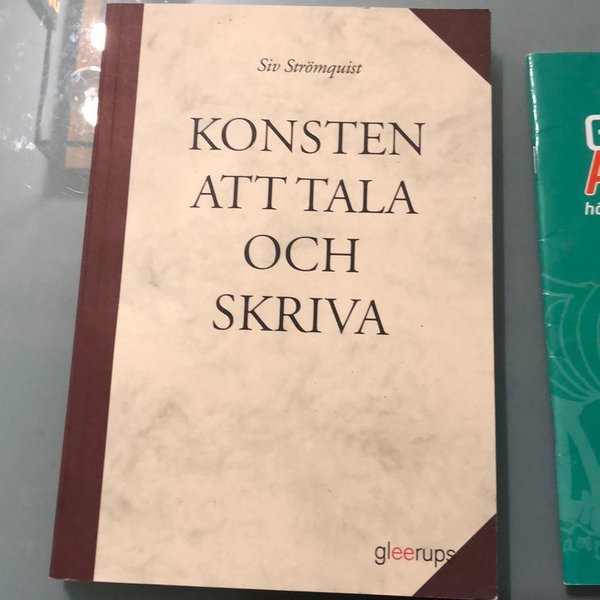 Siv Strömquist
KONSTEN
ATT TALA
OCH
SKRIVA
gleerups